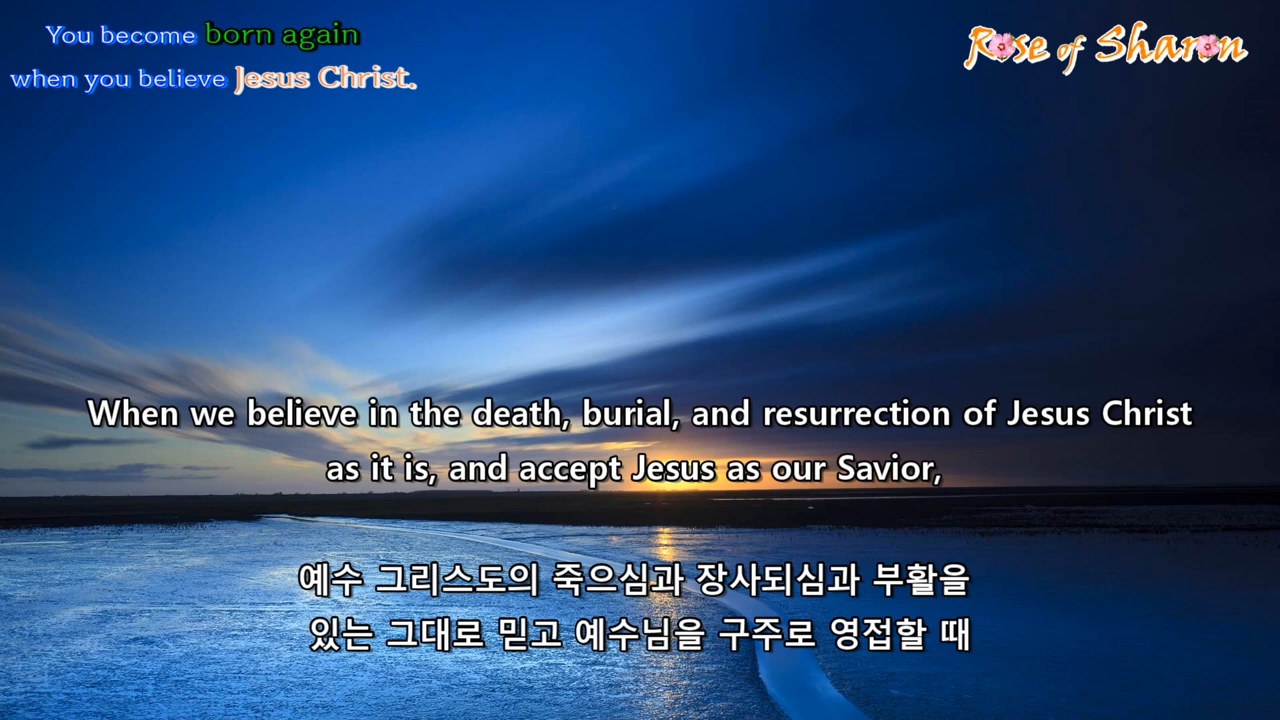 You become born again
when you believe Jesus Christ.
Rose of Sharon
When we believe in the death, burial, and resurrection of Jesus Christ
as it is, and accept Jesus as our Savior,
예수 그리스도의 죽으심과 장사되심과 부활을
있는 그대로 믿고 예수님을 구주로 영접할 때